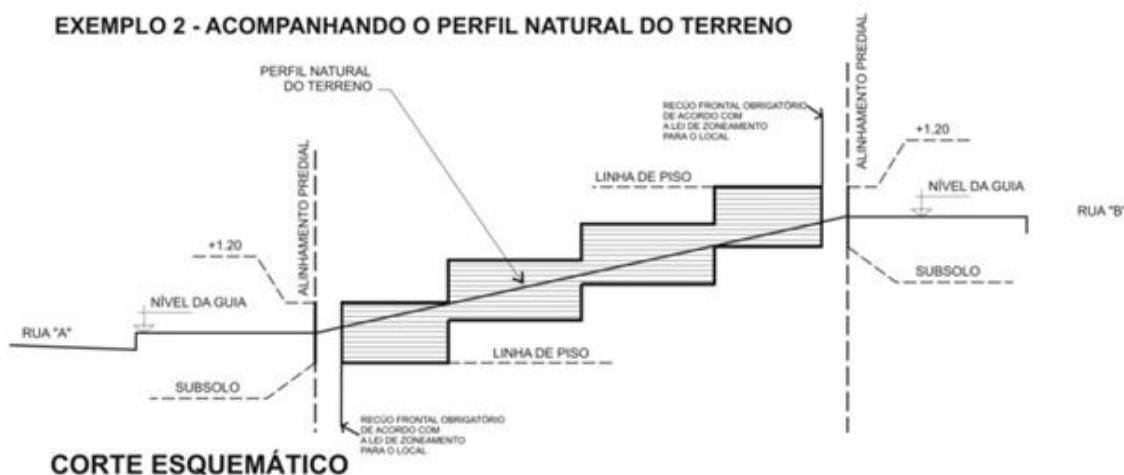 EXEMPLO 2 - ACOMPANHANDO O PERFIL NATURAL DO TERRENO
PERFIL NATURAL
DO TERRENO
ALINHAMENTO PREDIAL
RECÚO FRONTAL OBRIGATÓRIO
DE ACORDO COM
A LEI DE ZONEAMENTO
PARA O LOCAL
ALINHAMENTO PREDIAL
+1.20
LINHA DE PISO
NÍVEL DA GUIA
RUA "B"
+1.20
SUBSOLO
NÍVEL DA GUIA
RUA "A"
LINHA DE PISO
SUBSOLO
RECÚO FRONTAL OBRIGATÓRIO
DE ACORDO COM
A LEI DE ZONEAMENTO
PARA O LOCAL
CORTE ESQUEMÁTICO